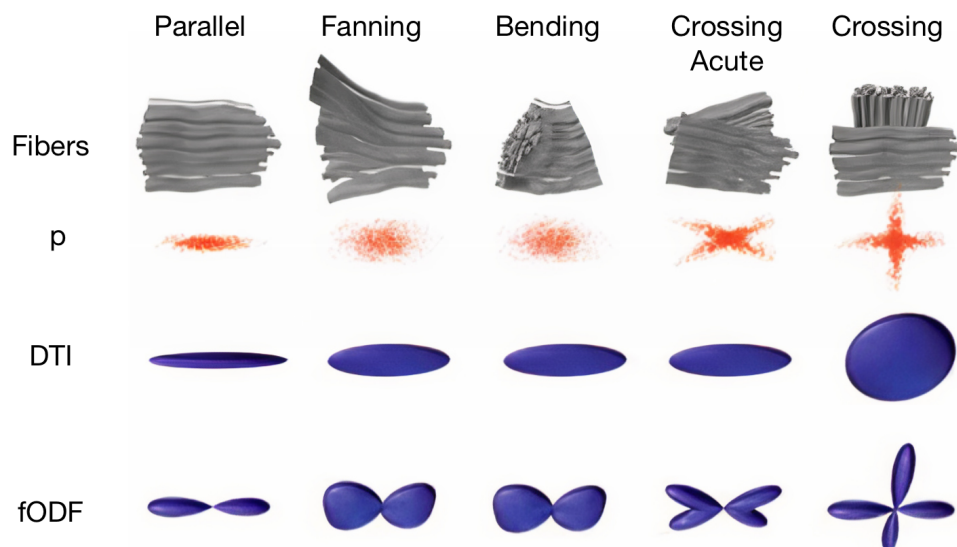 Parallel Fanning Bending Crossing Acute Crossing
Fibers
p
DTI
fODF